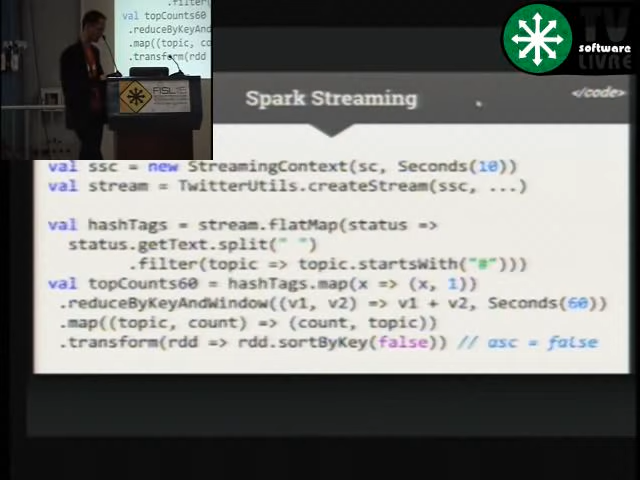 .filter(
val topCounts60
.reduceByKeyAnd
.map((topic, co
.transform(rdd
FISL15
TV
software
LIVRE
Spark Streaming
</code>
val ssc = new StreamingContext(sc, Seconds(10))
val stream = TwitterUtils.createStream(ssc, ...)
val hashTags = stream.flatMap(status =>
status.getText.split(" ")
.filter(topic => topic.startsWith("#")))
val topCounts60 = hashTags.map(x => (x, 1))
.reduceByKeyAndWindow((v1, v2) => v1 + v2, Seconds(60))
.map((topic, count) => (count, topic))
.transform(rdd => rdd.sortByKey(false)) // asc = false